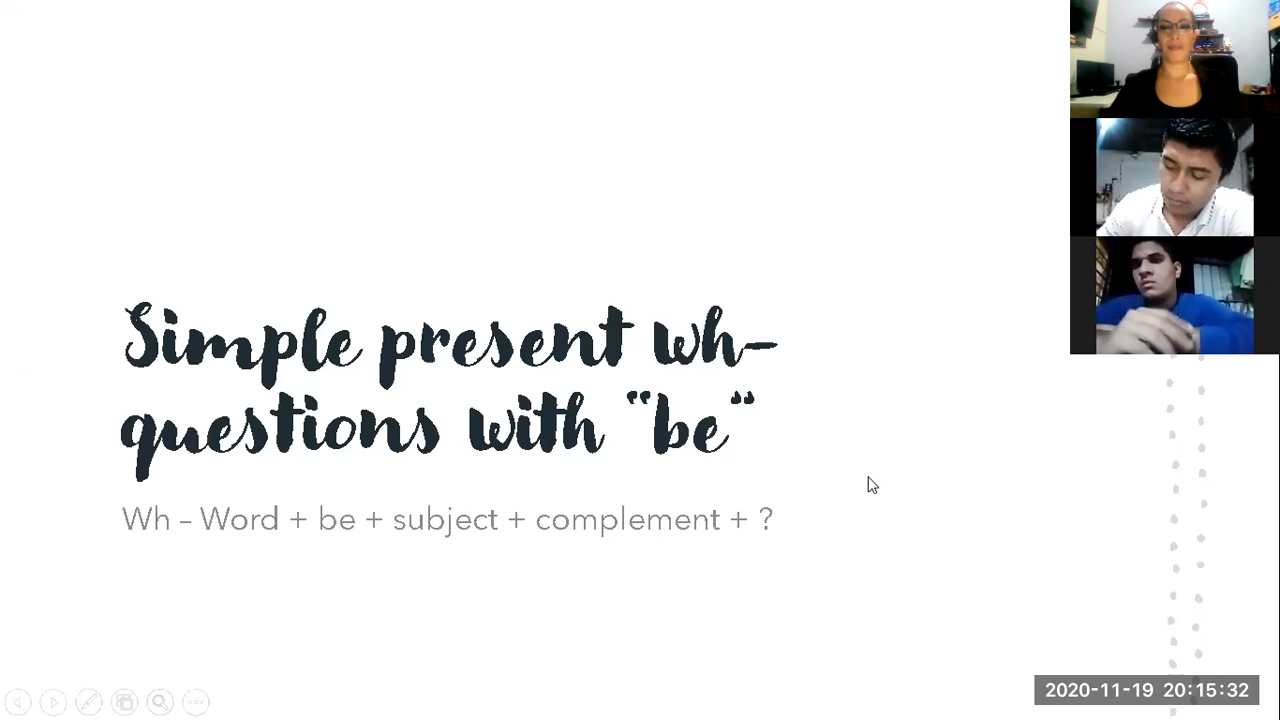 Simple present wh-
questions with “be”
Wh – Word + be + subject + complement + ?
2020-11-19 20:15:32